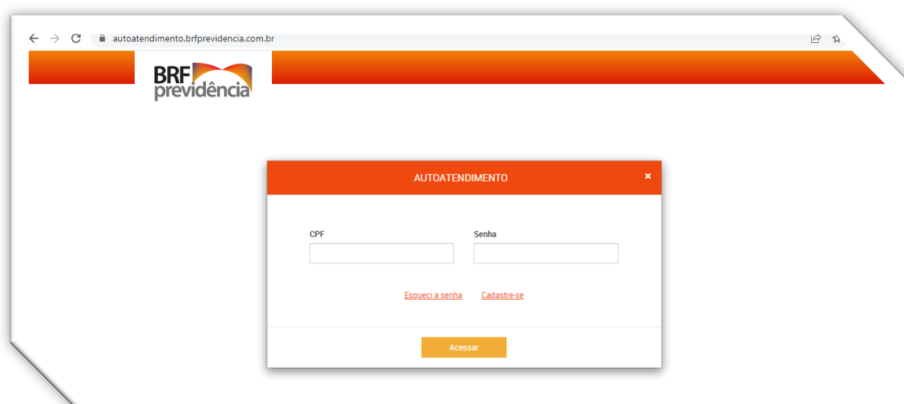 autoatendimento.brfprevidencia.com.br
BRF
previdência
AUTOATENDIMENTO
CPF Senha
Esqueci a senha Cadastre-se
Acessar